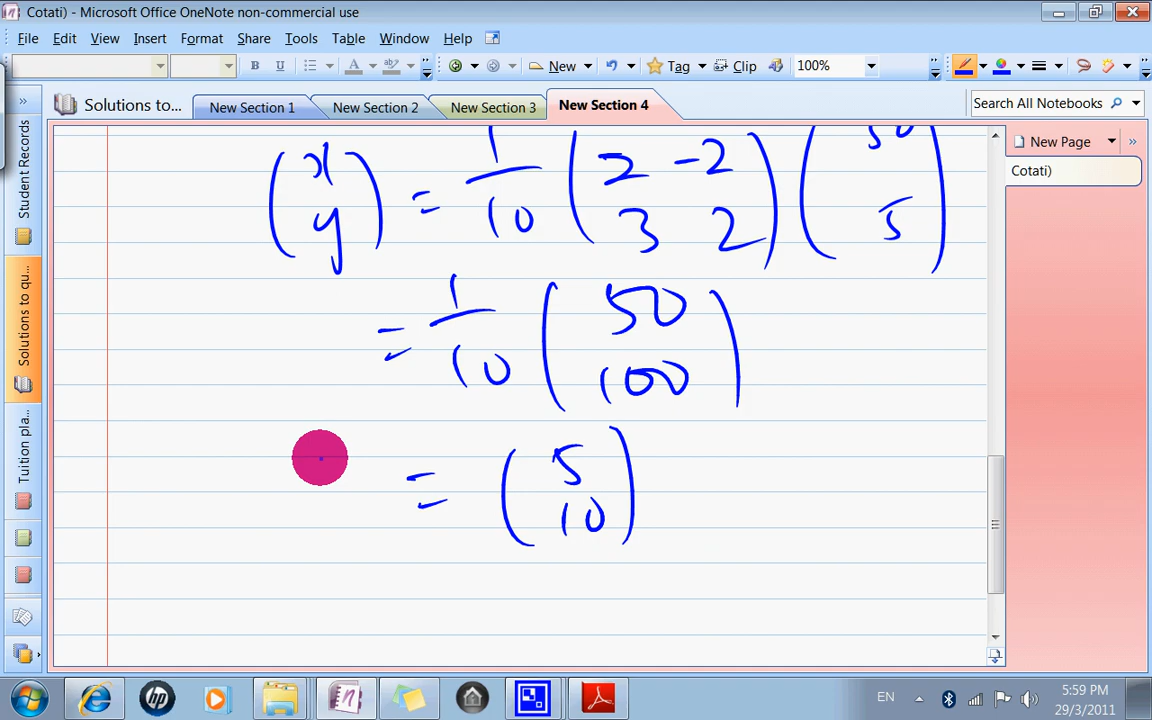 Cotati) - Microsoft Office OneNote non-commercial use
File Edit View Insert Format Share Tools Table Window Help
B U A ab New Tag Clip 100%
Solutions to... New Section 1 New Section 2 New Section 3 New Section 4 Search All Notebooks
New Page
Cotati)
Student Records
Solutions to qu...
Tuition pla...
( x y ) = 1/10 ( 2 -2 3 2 ) ( 5
= 1/10 ( 50 100 )
= ( 5 10 )
EN 5:59 PM
29/3/2011